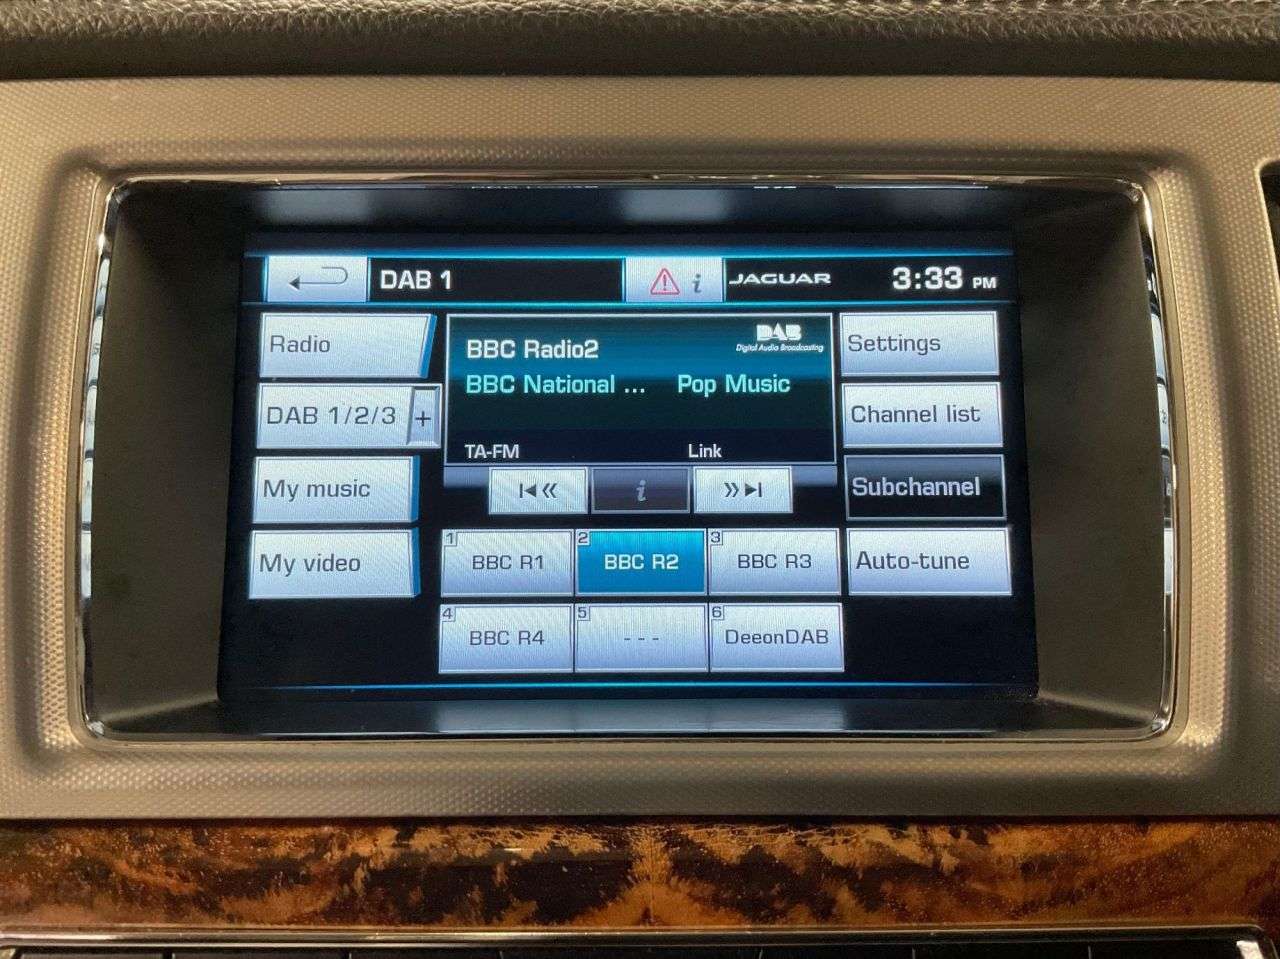 DAB 1
i
JAGUAR
3:33 PM
Radio
DAB 1/2/3 +
My music
My video
BBC Radio2
DAB
Digital Audio Broadcasting
BBC National ... Pop Music
TA-FM Link
i
1 BBC R1
2 BBC R2
3 BBC R3
4 BBC R4
5 - - -
6 DeeonDAB
Settings
Channel list
Subchannel
Auto-tune